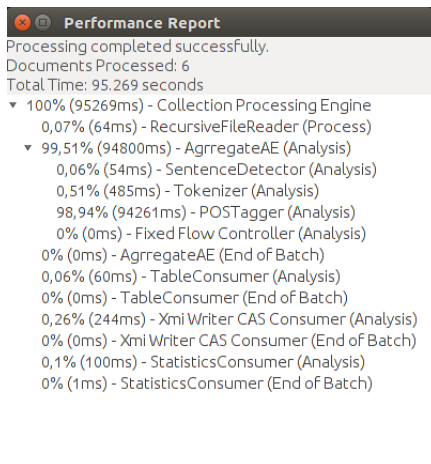 Performance Report
Processing completed successfully.
Documents Processed: 6
Total Time: 95.269 seconds
100% (95269ms) - Collection Processing Engine
0,07% (64ms) - RecursiveFileReader (Process)
99,51% (94800ms) - AgrregateAE (Analysis)
0,06% (54ms) - SentenceDetector (Analysis)
0,51% (485ms) - Tokenizer (Analysis)
98,94% (94261ms) - POSTagger (Analysis)
0% (0ms) - Fixed Flow Controller (Analysis)
0% (0ms) - AgrregateAE (End of Batch)
0,06% (60ms) - TableConsumer (Analysis)
0% (0ms) - TableConsumer (End of Batch)
0,26% (244ms) - Xmi Writer CAS Consumer (Analysis)
0% (0ms) - Xmi Writer CAS Consumer (End of Batch)
0,1% (100ms) - StatisticsConsumer (Analysis)
0% (1ms) - StatisticsConsumer (End of Batch)